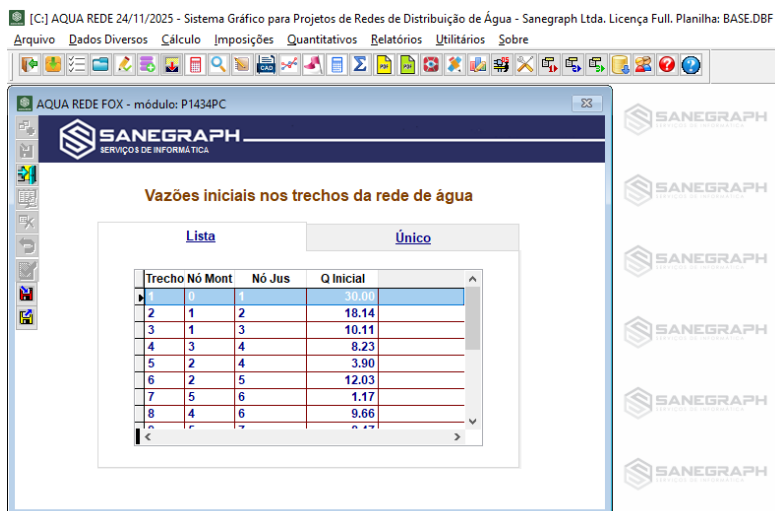 [C:] AQUA REDE 24/11/2025 - Sistema Gráfico para Projetos de Redes de Distribuição de Água - Sanegraph Ltda. Licença Full. Planilha: BASE.DBF
Arquivo Dados Diversos Cálculo Imposições Quantitativos Relatórios Utilitários Sobre
AQUA REDE FOX - módulo: P1434PC
SANEGRAPH
SERVIÇOS DE INFORMÁTICA
Vazões iniciais nos trechos da rede de água
Lista Único
Trecho Nó Mont Nó Jus Q Inicial
1 0 1 30.00
2 1 2 18.14
3 1 3 10.11
4 3 4 8.23
5 2 4 3.90
6 2 5 12.03
7 5 6 1.17
8 4 6 9.66
SANEGRAPH
SERVIÇOS DE INFORMÁTICA
SANEGRAPH
SERVIÇOS DE INFORMÁTICA
SANEGRAPH
SERVIÇOS DE INFORMÁTICA
SANEGRAPH
SERVIÇOS DE INFORMÁTICA
SANEGRAPH
SERVIÇOS DE INFORMÁTICA
SANEGRAPH
SERVIÇOS DE INFORMÁTICA